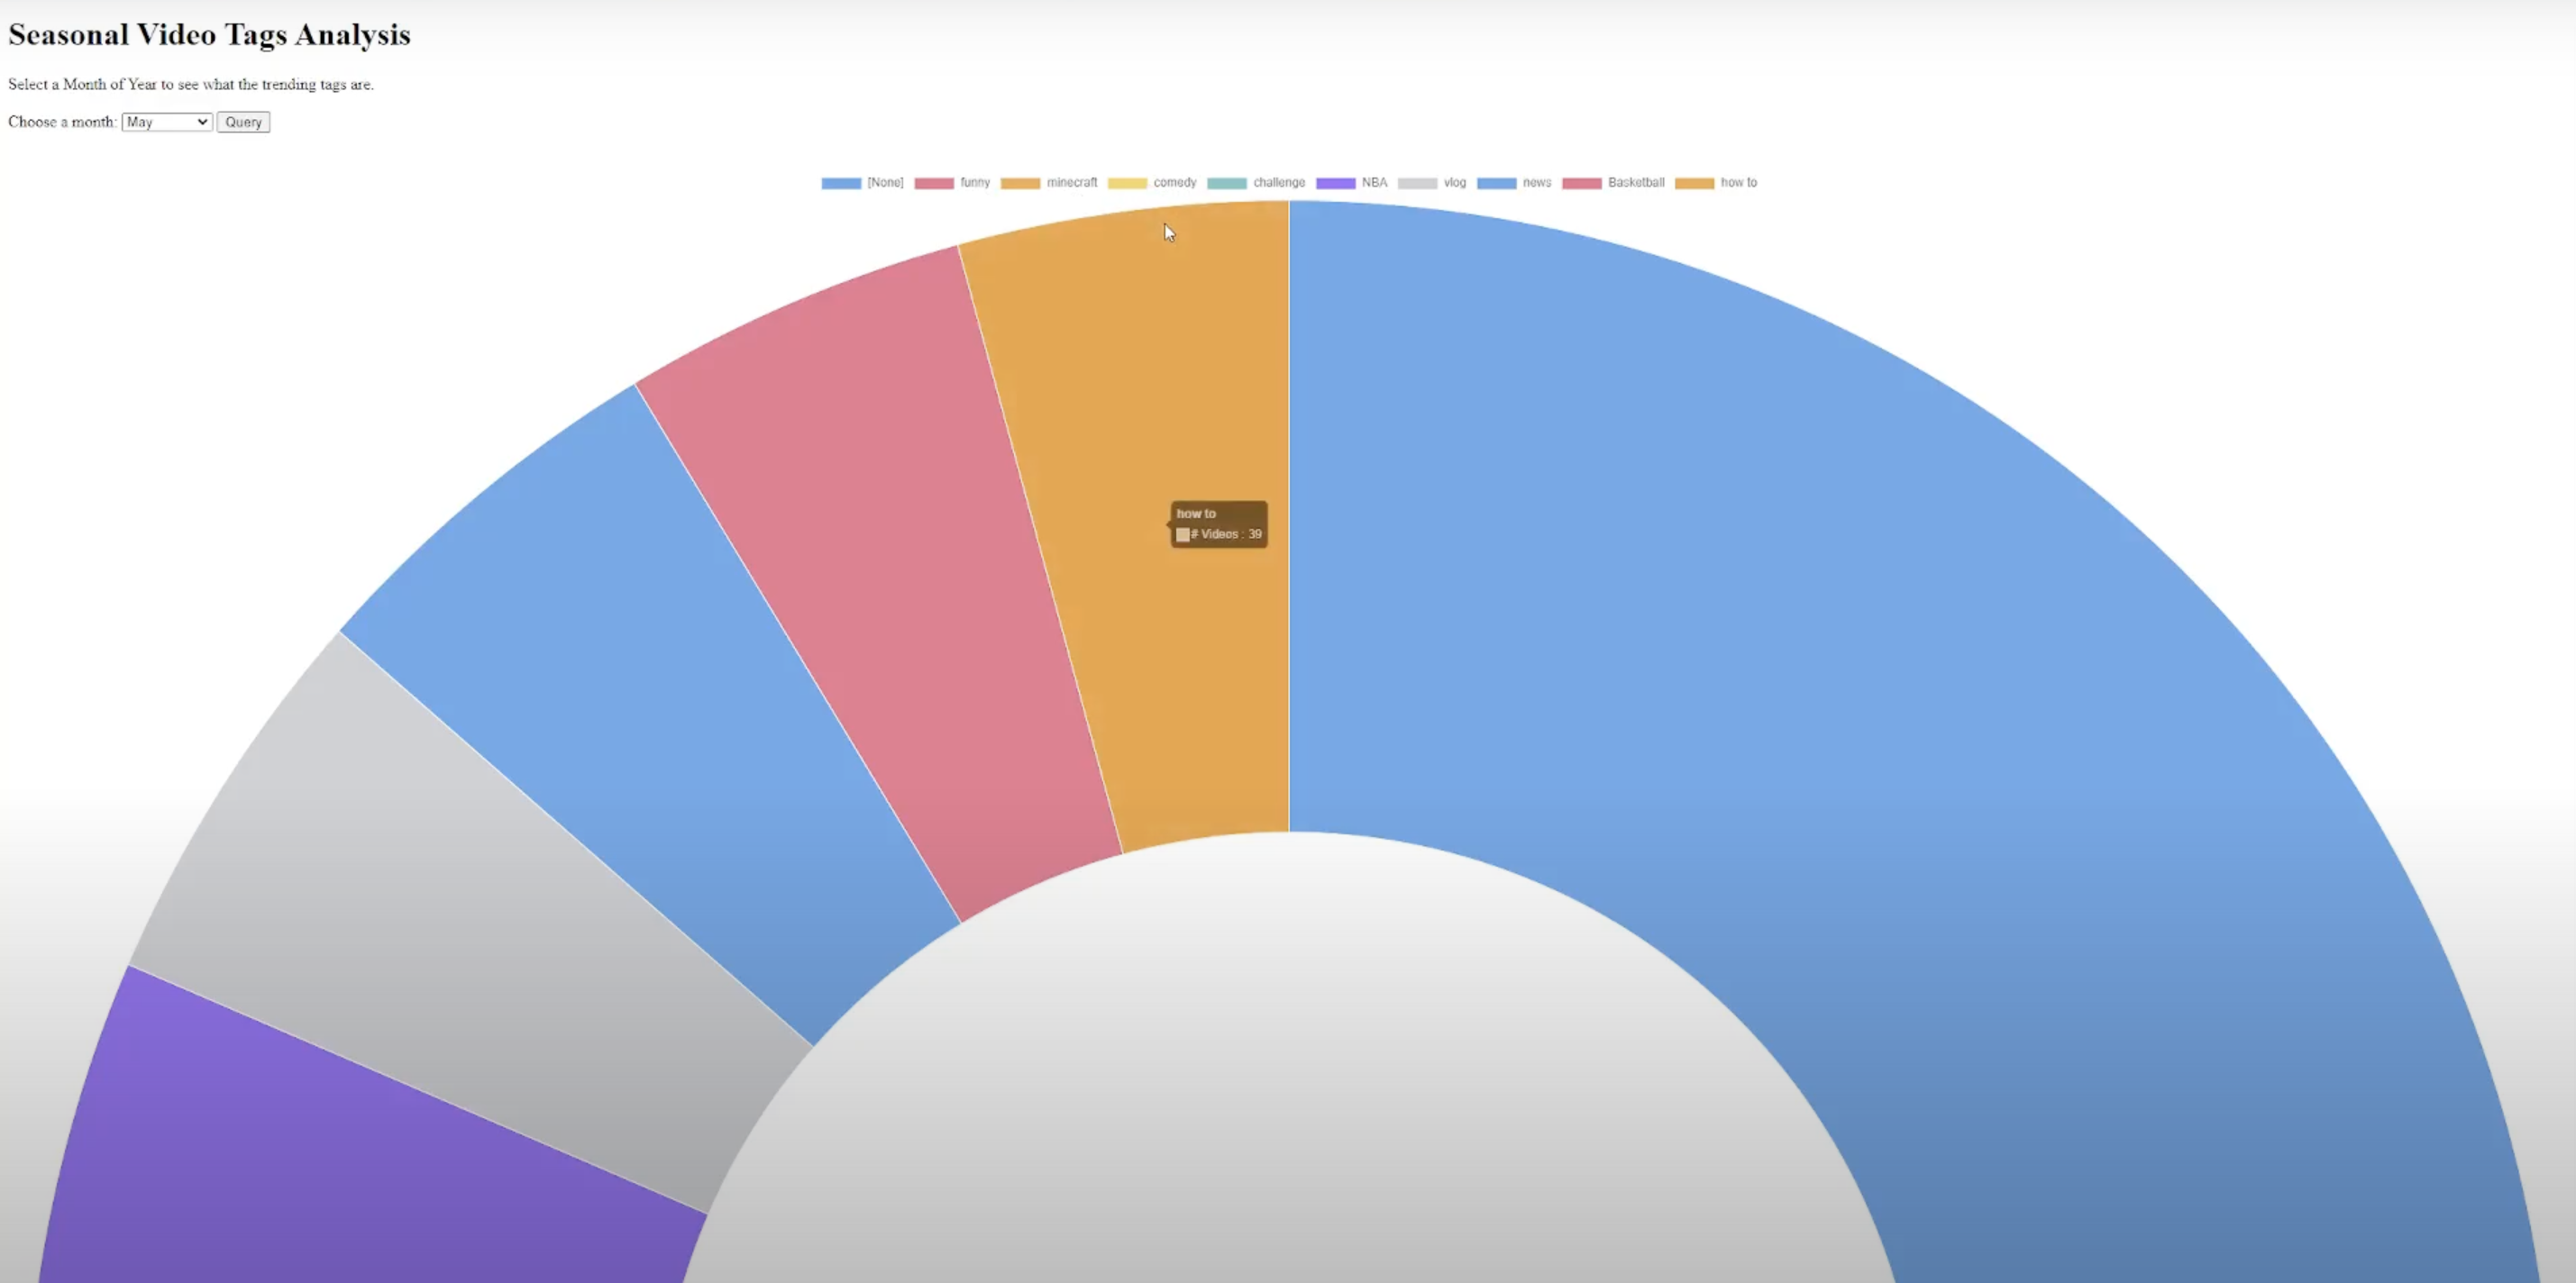 Seasonal Video Tags Analysis
Select a Month of Year to see what the trending tags are.
Choose a month: May Query
[None] funny minecraft comedy challenge NBA vlog news Basketball how to
how to
# Videos : 39